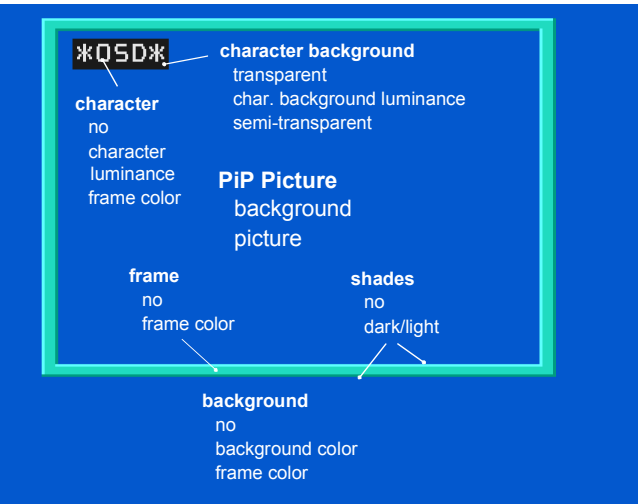 *OSD*
character background
transparent
char. background luminance
semi-transparent
character
no
character
luminance
frame color
PiP Picture
background
picture
frame
no
frame color
shades
no
dark/light
background
no
background color
frame color